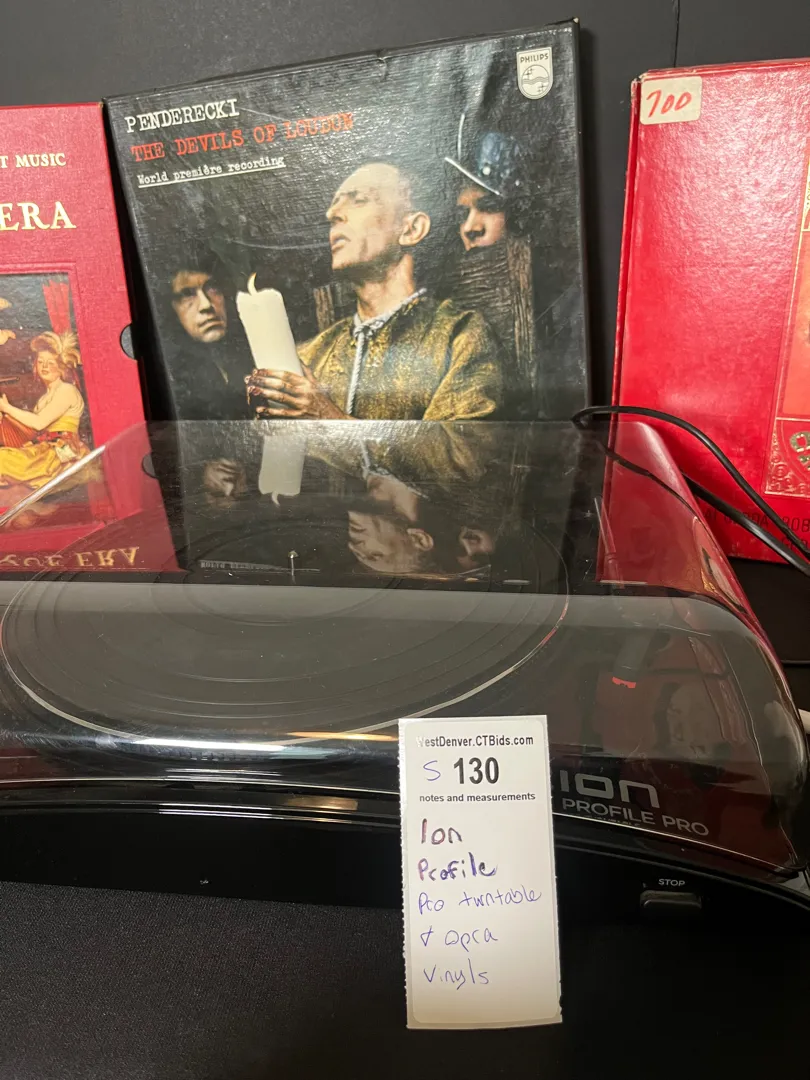 T MUSIC
ERA
PENDERECKI
THE DEVILS OF LOUDUN
World première recording
PHILIPS
700
WestDenver.CTBids.com
S 130
notes and measurements
Ion
Profile
Pro turntable
+ opra
vinyls
ION
PROFILE PRO
STOP